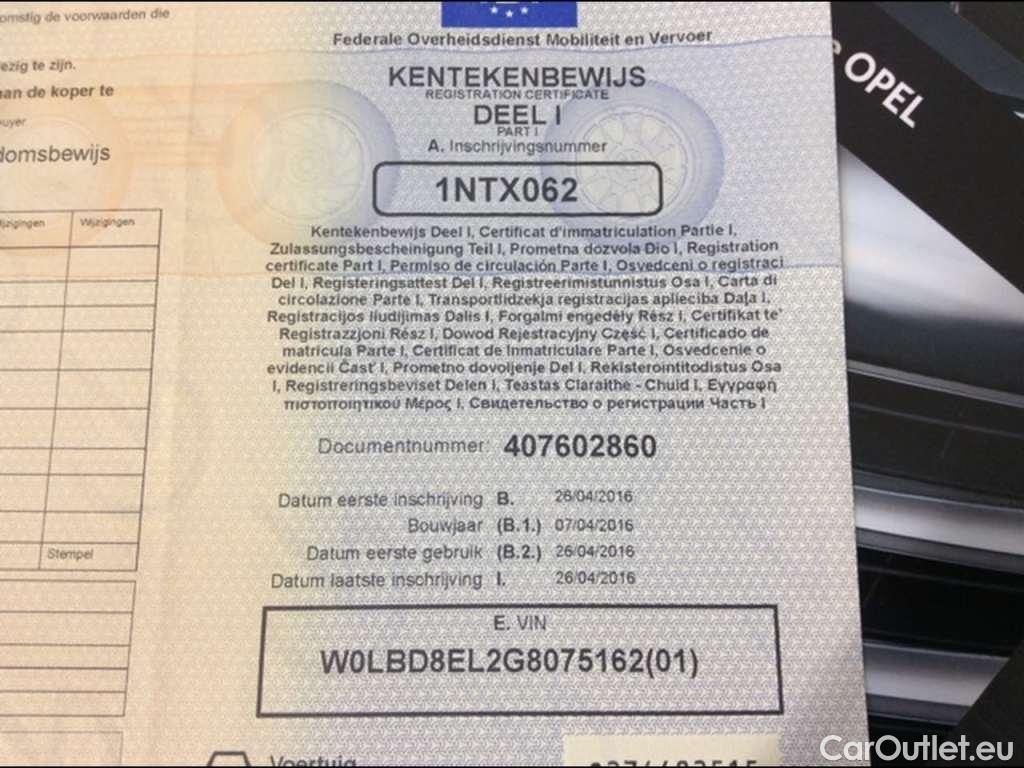 omstig de voorwaarden die
ezig te zijn.
an de koper te
uyer
domsbewijs
Wijzigingen
Wijzigingen
Stempel
Federale Overheidsdienst Mobiliteit en Vervoer
KENTEKENBEWIJS
REGISTRATION CERTIFICATE
DEEL I
PART I
A. Inschrijvingsnummer
1NTX062
Kentekenbewijs Deel I, Certificat d'immatriculation Partie I,
Zulassungsbescheinigung Teil I, Prometna dozvola Dio I, Registration
certificate Part I, Permiso de circulación Parte I, Osvedceni o registraci
Del I, Registeringsattest Del I, Registreerimistunnistus Osa I, Carta di
circolazione Parte I, Transportlidzekja registracijas aplieciba Daļa I,
Registracijos liudijimas Dalis I, Forgalmi engedély Rész I, Certifikat te'
Registrazzjoni Rész I, Dowod Rejestracyjny Część I, Certificado de
matricula Parte I, Certificat de Inmatriculare Parte I, Osvedcenie o
evidencii Čast' I, Prometno dovoljenje Del I, Rekisterointitodistus Osa
I, Registreringsbeviset Delen I, Teastas Claraithe - Chuid I, Εγγραφή
πιστοποιητικού Μέρος I, Свидетельство о регистрации Часть I
Documentnummer: 407602860
Datum eerste inschrijving B. 26/04/2016
Bouwjaar (B.1.) 07/04/2016
Datum eerste gebruik (B.2.) 26/04/2016
Datum laatste inschrijving I. 26/04/2016
E. VIN
W0LBD8EL2G8075162(01)
Voertuig
e OPEL
CarOutlet.eu